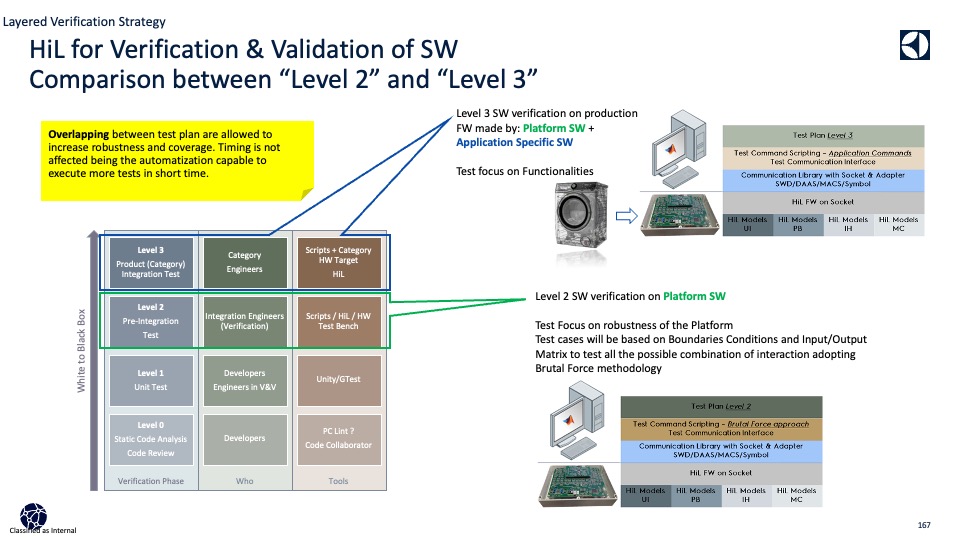 Layered Verification Strategy
HiL for Verification & Validation of SW
Comparison between “Level 2” and “Level 3”
Overlapping between test plan are allowed to
increase robustness and coverage. Timing is not
affected being the automatization capable to
execute more tests in short time.
Level 3 SW verification on production
FW made by: Platform SW +
Application Specific SW
Test focus on Functionalities
Test Plan Level 3
Test Command Scripting – Application Commands
Test Communication Interface
Communication Library with Socket & Adapter
SWD/DAAS/MACS/Symbol
HiL FW on Socket
HiL Models
UI
HiL Models
PB
HiL Models
IH
HiL Models
MC
White to Black Box
Level 3
Product (Category)
Integration Test
Category
Engineers
Scripts + Category
HW Target
HiL
Level 2
Pre-Integration
Test
Integration Engineers
(Verification)
Scripts / HiL / HW
Test Bench
Level 1
Unit Test
Developers
Engineers in V&V
Unity/GTest
Level 0
Static Code Analysis
Code Review
Developers
PC Lint ?
Code Collaborator
Verification Phase
Who
Tools
Level 2 SW verification on Platform SW
Test Focus on robustness of the Platform
Test cases will be based on Boundaries Conditions and Input/Output
Matrix to test all the possible combination of interaction adopting
Brutal Force methodology
Test Plan Level 2
Test Command Scripting – Brutal Force approach
Test Communication Interface
Communication Library with Socket & Adapter
SWD/DAAS/MACS/Symbol
HiL FW on Socket
HiL Models
UI
HiL Models
PB
HiL Models
IH
HiL Models
MC
Classified as Internal
167